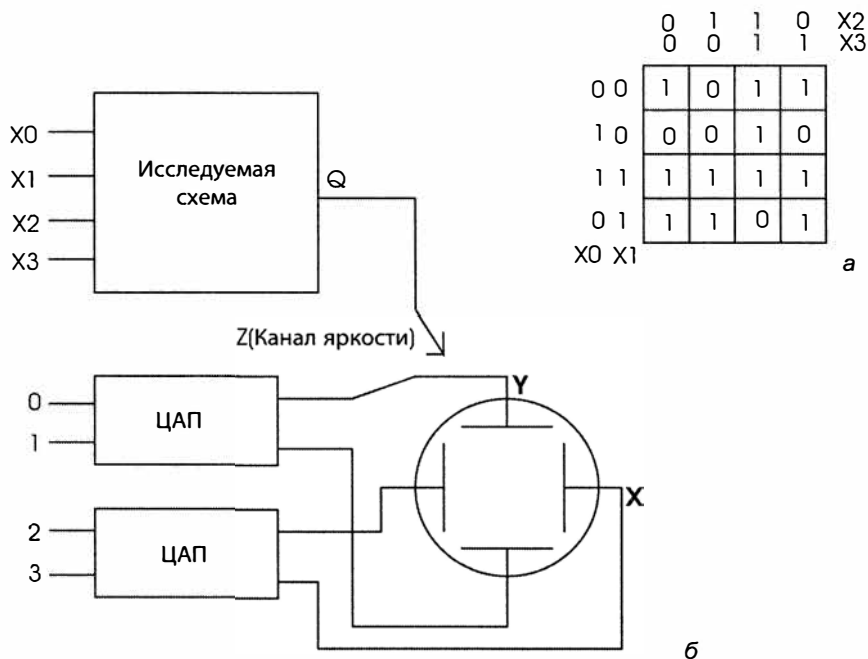 0 1 1 0 X2
0 0 1 1 X3
0 0 1 0 1 1
1 0 0 0 1 0
1 1 1 1 1 1
0 1 1 1 0 1
X0 X1
а
X0
X1
X2
X3
Исследуемая
схема
Q
Z(Канал яркости)
0
1
ЦАП
Y
X
2
3
ЦАП
б